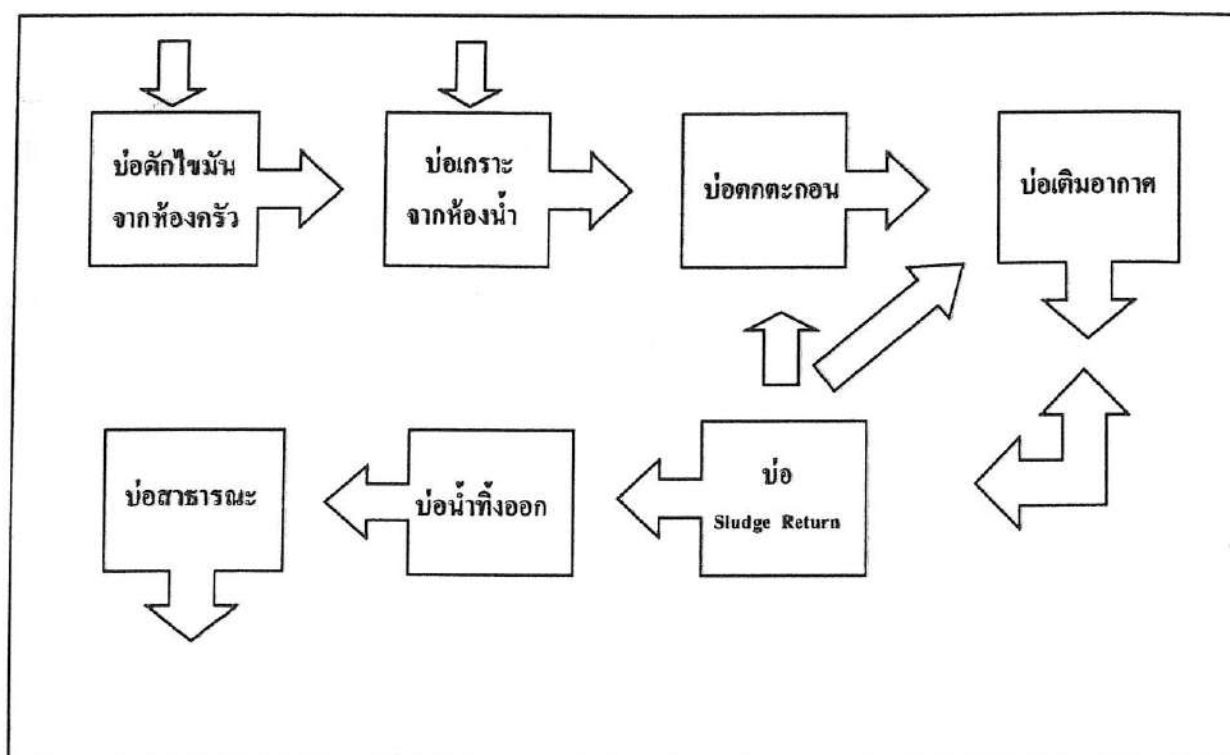 บ่อดักไขมัน
จากห้องครัว
บ่อเกราะ
จากห้องน้ำ
บ่อตกตะกอน
บ่อเติมอากาศ
บ่อสาธารณะ
บ่อน้ำทิ้งออก
บ่อ
Sludge Return